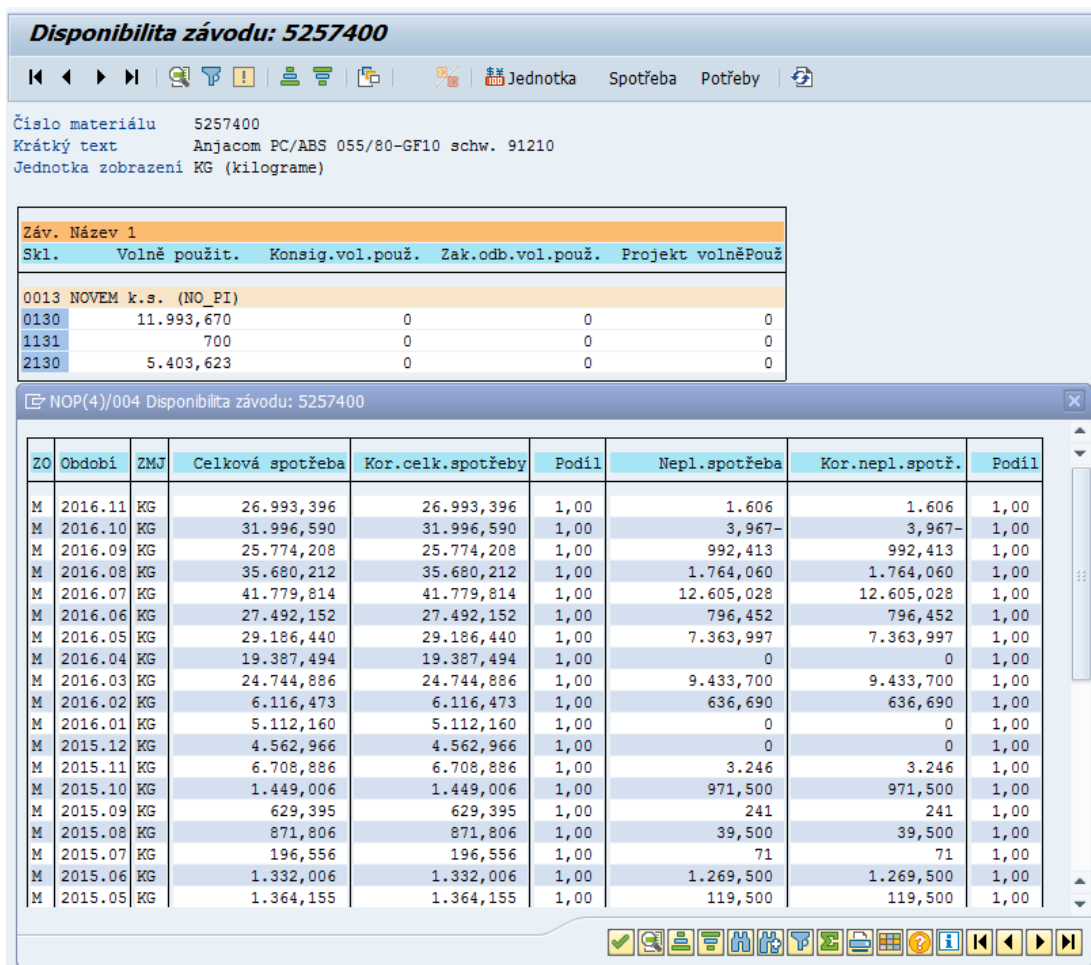 Disponibilita závodu: 5257400
Jednotka Spotřeba Potřeby
Číslo materiálu 5257400
Krátký text Anjacom PC/ABS 055/80-GF10 schw. 91210
Jednotka zobrazení KG (kilograme)
Záv. Název 1
Skl. Volně použit. Konsig.vol.použ. Zak.odb.vol.použ. Projekt volněPouž
0013 NOVEM k.s. (NO_PI)
0130 11.993,670 0 0 0
1131 700 0 0 0
2130 5.403,623 0 0 0
NOP(4)/004 Disponibilita závodu: 5257400
ZO Období ZMJ Celková spotřeba Kor.celk.spotřeby Podíl Nepl.spotřeba Kor.nepl.spotř. Podíl
M 2016.11 KG 26.993,396 26.993,396 1,00 1.606 1.606 1,00
M 2016.10 KG 31.996,590 31.996,590 1,00 3,967- 3,967- 1,00
M 2016.09 KG 25.774,208 25.774,208 1,00 992,413 992,413 1,00
M 2016.08 KG 35.680,212 35.680,212 1,00 1.764,060 1.764,060 1,00
M 2016.07 KG 41.779,814 41.779,814 1,00 12.605,028 12.605,028 1,00
M 2016.06 KG 27.492,152 27.492,152 1,00 796,452 796,452 1,00
M 2016.05 KG 29.186,440 29.186,440 1,00 7.363,997 7.363,997 1,00
M 2016.04 KG 19.387,494 19.387,494 1,00 0 0 1,00
M 2016.03 KG 24.744,886 24.744,886 1,00 9.433,700 9.433,700 1,00
M 2016.02 KG 6.116,473 6.116,473 1,00 636,690 636,690 1,00
M 2016.01 KG 5.112,160 5.112,160 1,00 0 0 1,00
M 2015.12 KG 4.562,966 4.562,966 1,00 0 0 1,00
M 2015.11 KG 6.708,886 6.708,886 1,00 3.246 3.246 1,00
M 2015.10 KG 1.449,006 1.449,006 1,00 971,500 971,500 1,00
M 2015.09 KG 629,395 629,395 1,00 241 241 1,00
M 2015.08 KG 871,806 871,806 1,00 39,500 39,500 1,00
M 2015.07 KG 196,556 196,556 1,00 71 71 1,00
M 2015.06 KG 1.332,006 1.332,006 1,00 1.269,500 1.269,500 1,00
M 2015.05 KG 1.364,155 1.364,155 1,00 119,500 119,500 1,00